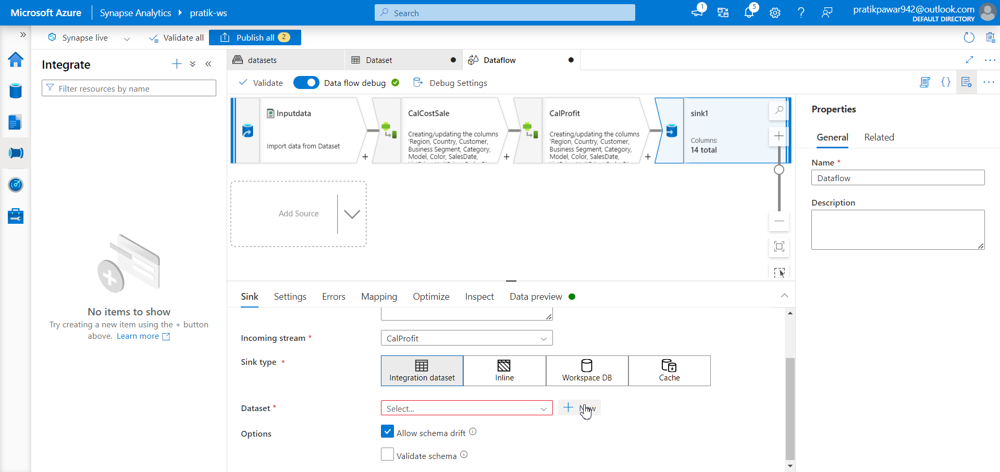 Microsoft Azure
Synapse Analytics
pratik-ws
Search
1
5
pratikpawar942@outlook.com
DEFAULT DIRECTORY
Synapse live
Validate all
Publish all
2
Integrate
Filter resources by name
No items to show
Try creating a new item using the + button
above. Learn more
datasets
Dataset
Dataflow
Validate
Data flow debug
Debug Settings
Inputdata
Import data from Dataset
CalCostSale
Creating/updating the columns
'Region, Country, Customer,
Business Segment, Category,
Model, Color, SalesDate,
CalProfit
Creating/updating the columns
'Region, Country, Customer,
Business Segment, Category,
Model, Color, SalesDate,
sink1
Columns:
14 total
Add Source
Sink
Settings
Errors
Mapping
Optimize
Inspect
Data preview
Incoming stream *
CalProfit
Sink type *
Integration dataset
Inline
Workspace DB
Cache
Dataset *
Select...
New
Options
Allow schema drift
Validate schema
Properties
General
Related
Name *
Dataflow
Description